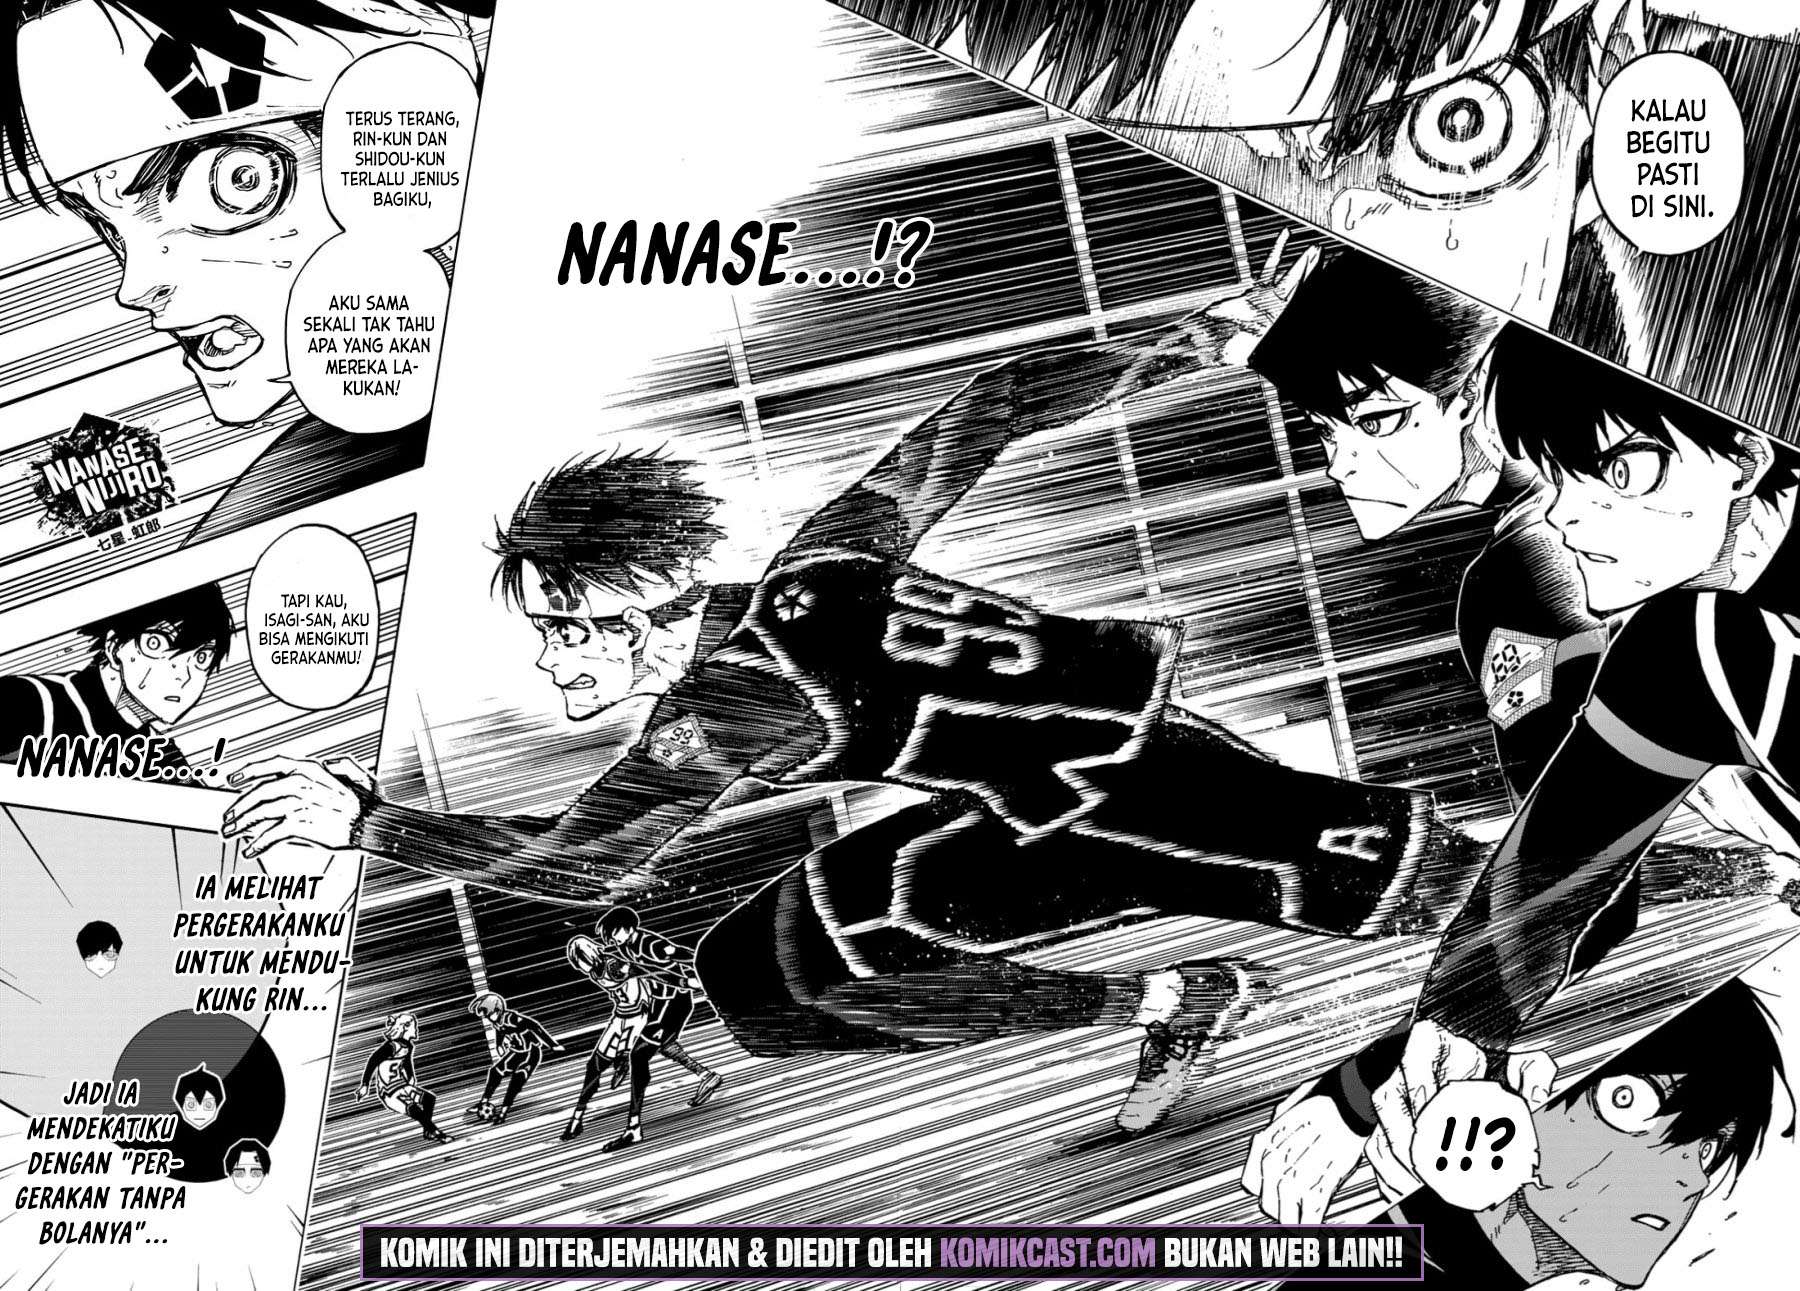 KALAU
BEGITU
PASTI
DI SINI.
NANASE....!?
99
99
A
!!?
TERUS TERANG,
RIN-KUN DAN
SHIDOU-KUN
TERLALU JENIUS
BAGIKU,
AKU SAMA
SEKALI TAK TAHU
APA YANG AKAN
MEREKA LA-
KUKAN!
NANASE
NIJIRO
七星 虹郎
TAPI KAU,
ISAGI-SAN, AKU
BISA MENGIKUTI
GERAKANMU!
NANASE....!
IA MELIHAT
PERGERAKANKU
UNTUK MENDU-
KUNG RIN...
JADI IA
MENDEKATIKU
DENGAN "PER-
GERAKAN TANPA
BOLANYA"...
KOMIK INI DITERJEMAHKAN & DIEDIT OLEH KOMIKCAST.COM BUKAN WEB LAIN!!